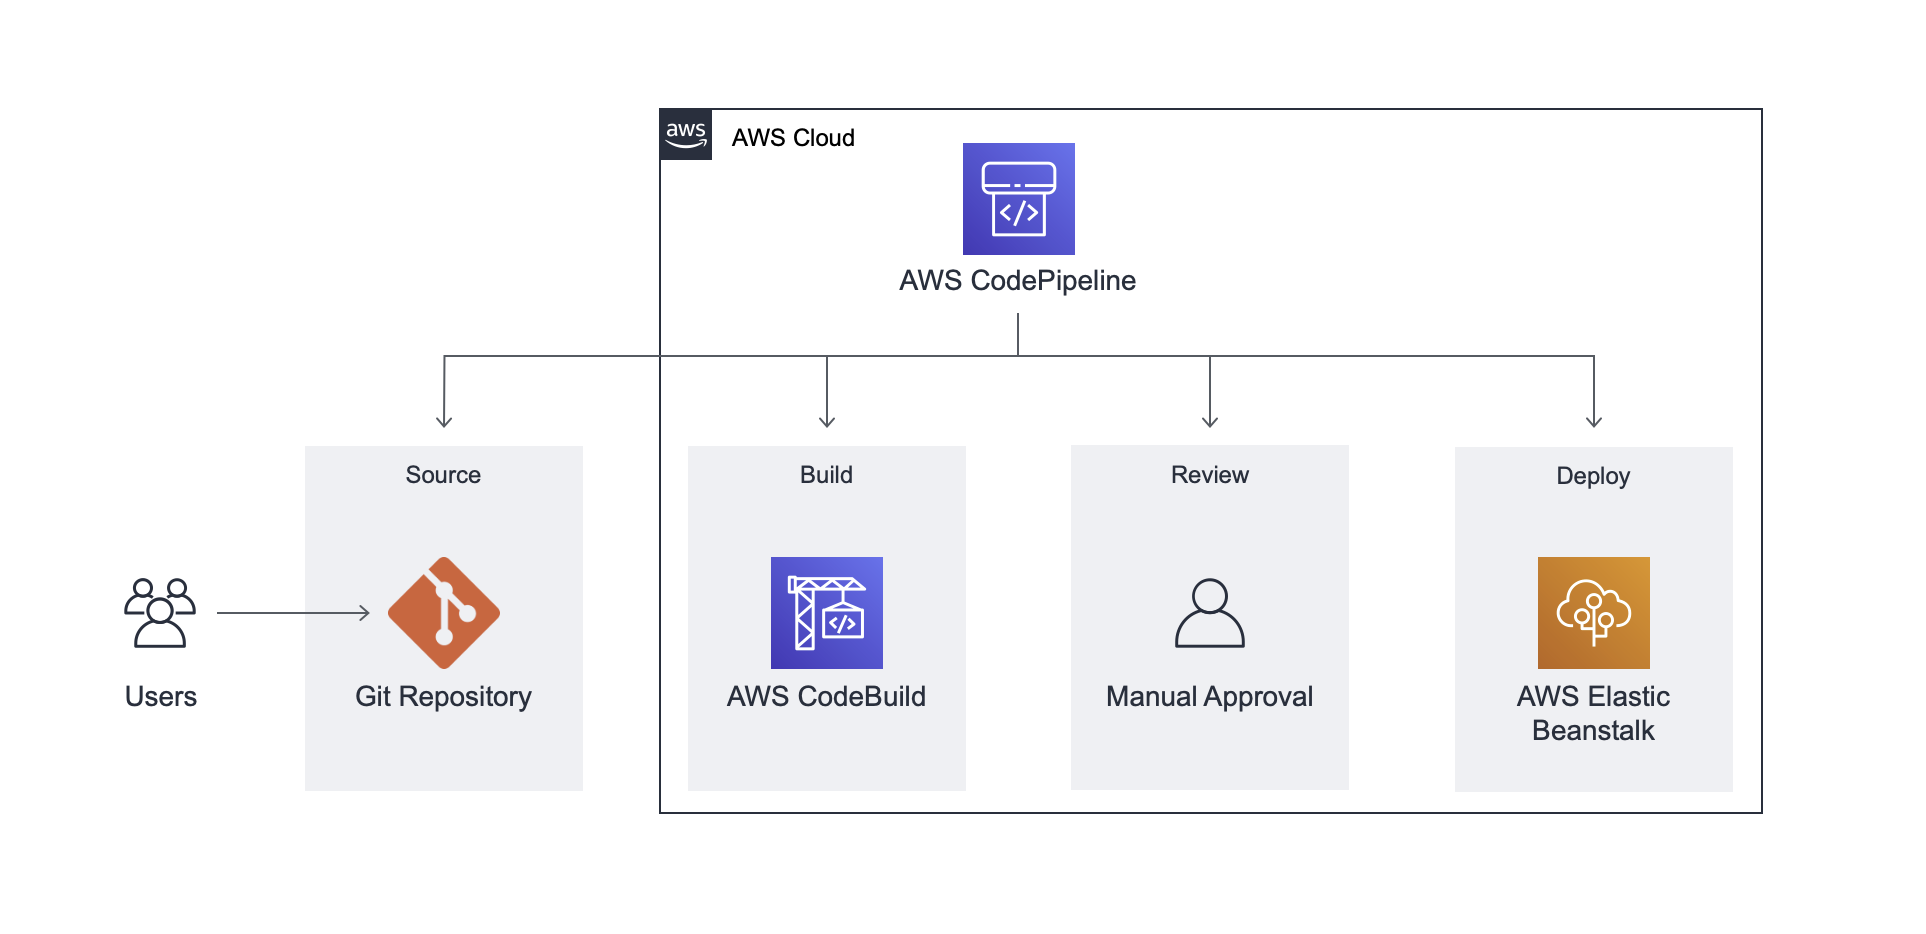 aws
AWS Cloud
AWS CodePipeline
Source
Build
Review
Deploy
</>
</>
Users
Git Repository
AWS CodeBuild
Manual Approval
AWS Elastic
Beanstalk